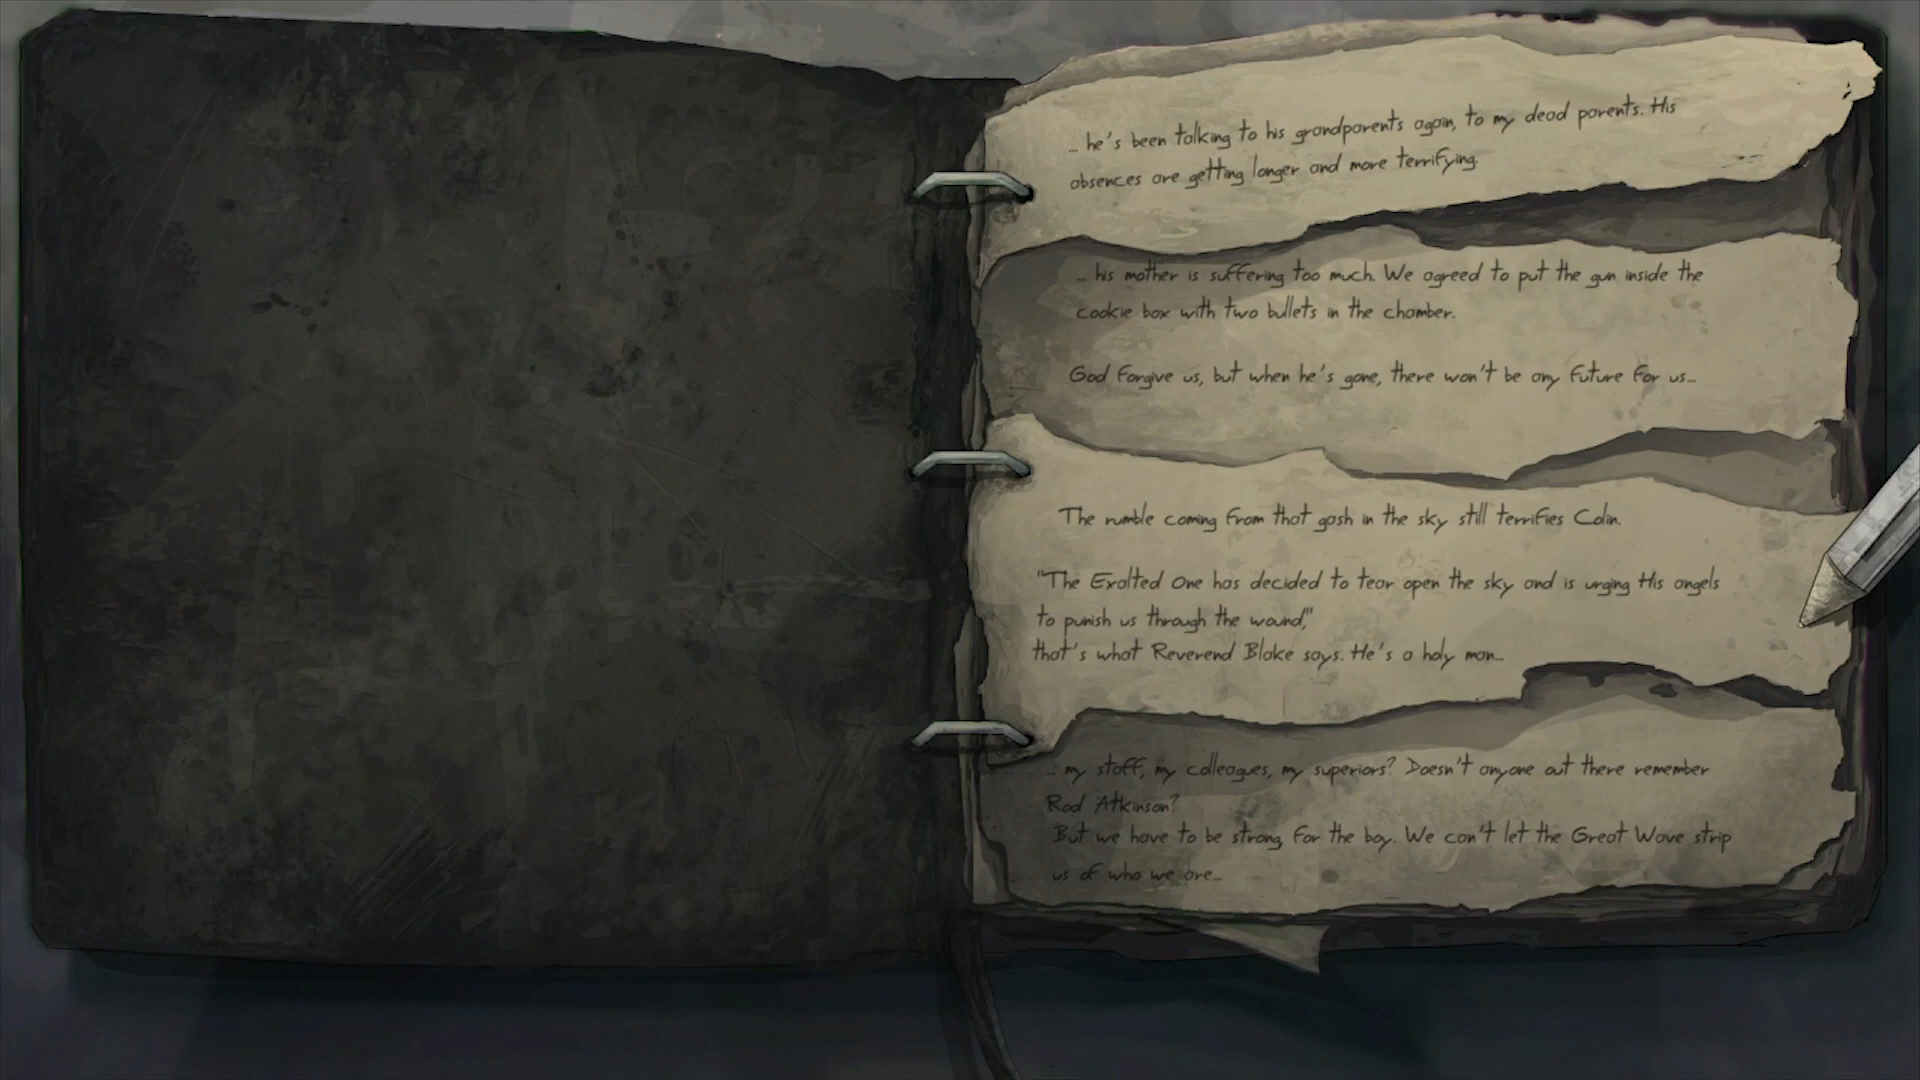 ... he's been talking to his grandparents again, to my dead parents. His
absences are getting longer and more terrifying.
... his mother is suffering too much. We agreed to put the gun inside the
cookie box with two bullets in the chamber.
God forgive us, but when he's gone, there won't be any future for us...
The rumble coming from that gash in the sky still terrifies Colin.
"The Exalted One has decided to tear open the sky and is urging His angels
to punish us through the wound,"
that's what Reverend Blake says. He's a holy man...
... my staff, my colleagues, my superiors? Doesn't anyone out there remember
Rod Atkinson?
But we have to be strong, for the boy. We can't let the Great Wave strip
us of who we are...